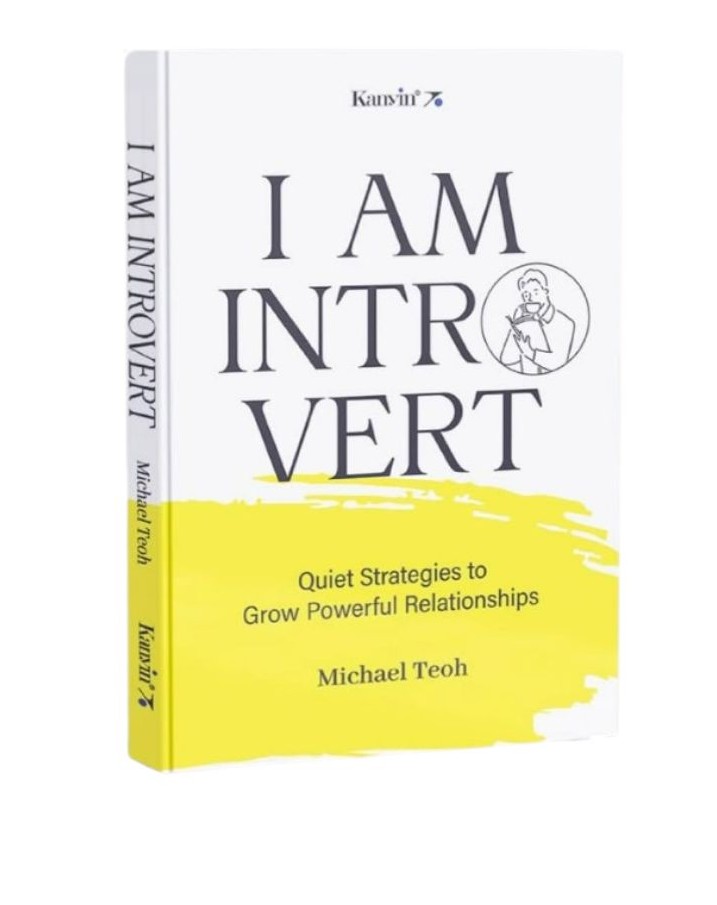 Kanyin®
I AM
INTRO
VERT
Quiet Strategies to
Grow Powerful Relationships
Michael Teoh
I AM INTROVERT
Michael Teoh
Kanyin®